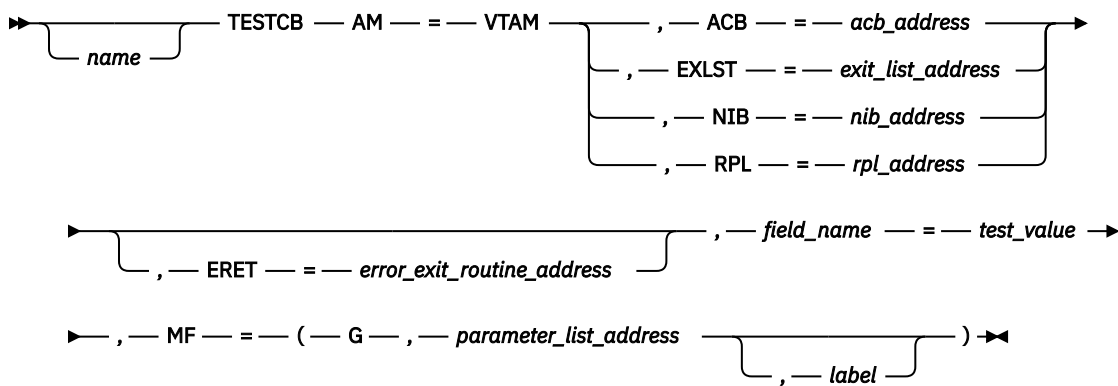 TESTCB AM = VTAM , ACB = acb_address
name
, EXLST = exit_list_address
, NIB = nib_address
, RPL = rpl_address
, field_name = test_value
, ERET = error_exit_routine_address
, MF = ( G , parameter_list_address )
, label